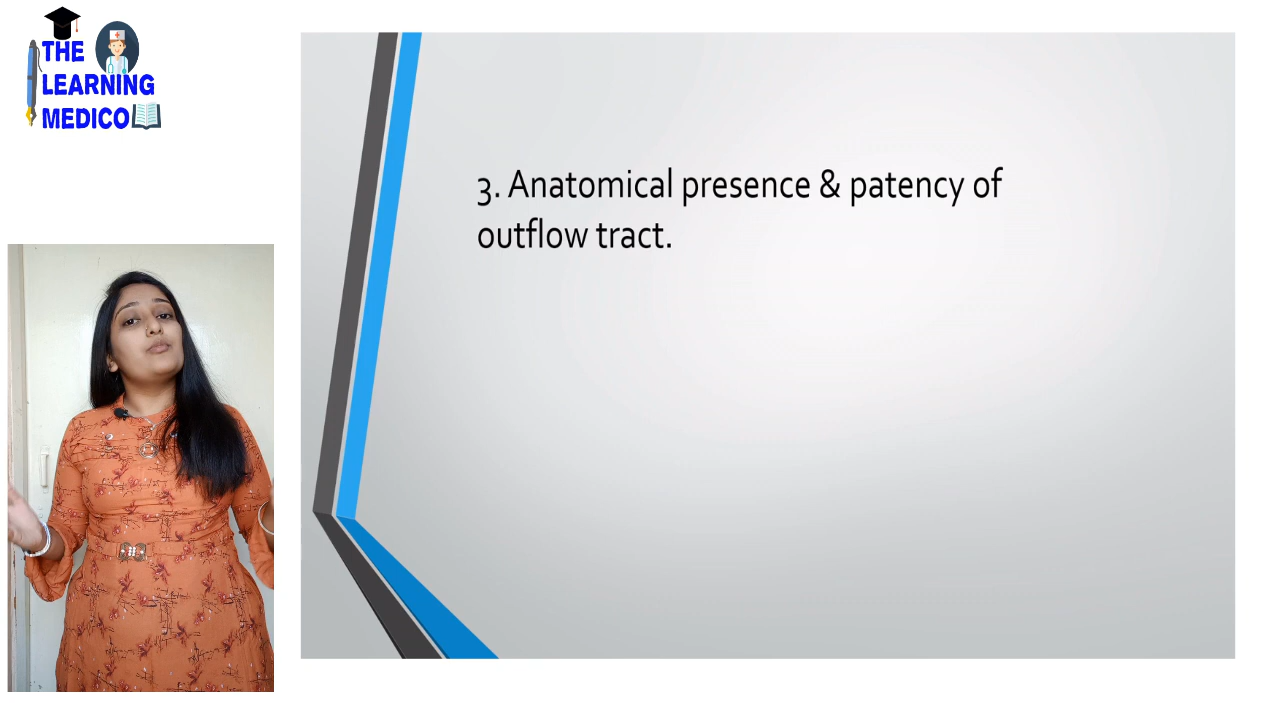 THE
LEARNING
MEDICO
3. Anatomical presence & patency of
outflow tract.